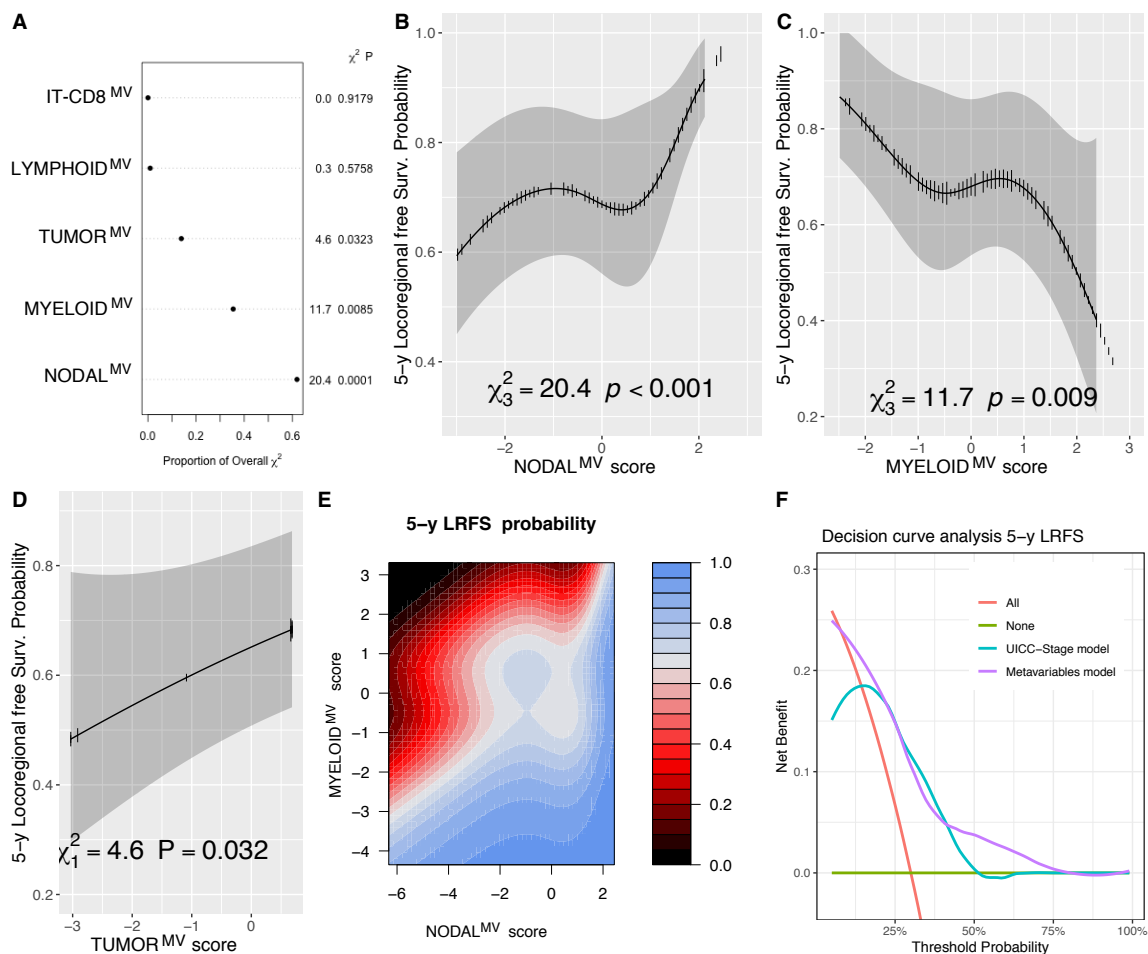 A
χ² P
IT-CD8 MV 0.0 0.9179
LYMPHOID MV 0.3 0.5758
TUMOR MV 4.6 0.0323
MYELOID MV 11.7 0.0085
NODAL MV 20.4 0.0001
0.0 0.2 0.4 0.6
Proportion of Overall χ²
B
5-y Locoregional free Surv. Probability
1.0
0.8
0.6
0.4
χ²₃ = 20.4 p < 0.001
−2 0 2
NODAL MV score
C
5-y Locoregional free Surv. Probability
1.0
0.8
0.6
0.4
0.2
χ²₃ = 11.7 p = 0.009
−2 −1 0 1 2 3
MYELOID MV score
D
5−y Locoregional free Surv. Probability
0.8
0.6
0.4
0.2
χ²₁ = 4.6 P = 0.032
−3 −2 −1 0
TUMOR MV score
E
5−y LRFS probability
MYELOID MV score
3
2
1
0
−1
−2
−3
−4
−6 −4 −2 0 2
NODAL MV score
1.0
0.8
0.6
0.4
0.2
0.0
F
Decision curve analysis 5−y LRFS
Net Benefit
0.3
0.2
0.1
0.0
All
None
UICC−Stage model
Metavariables model
25% 50% 75% 100%
Threshold Probability